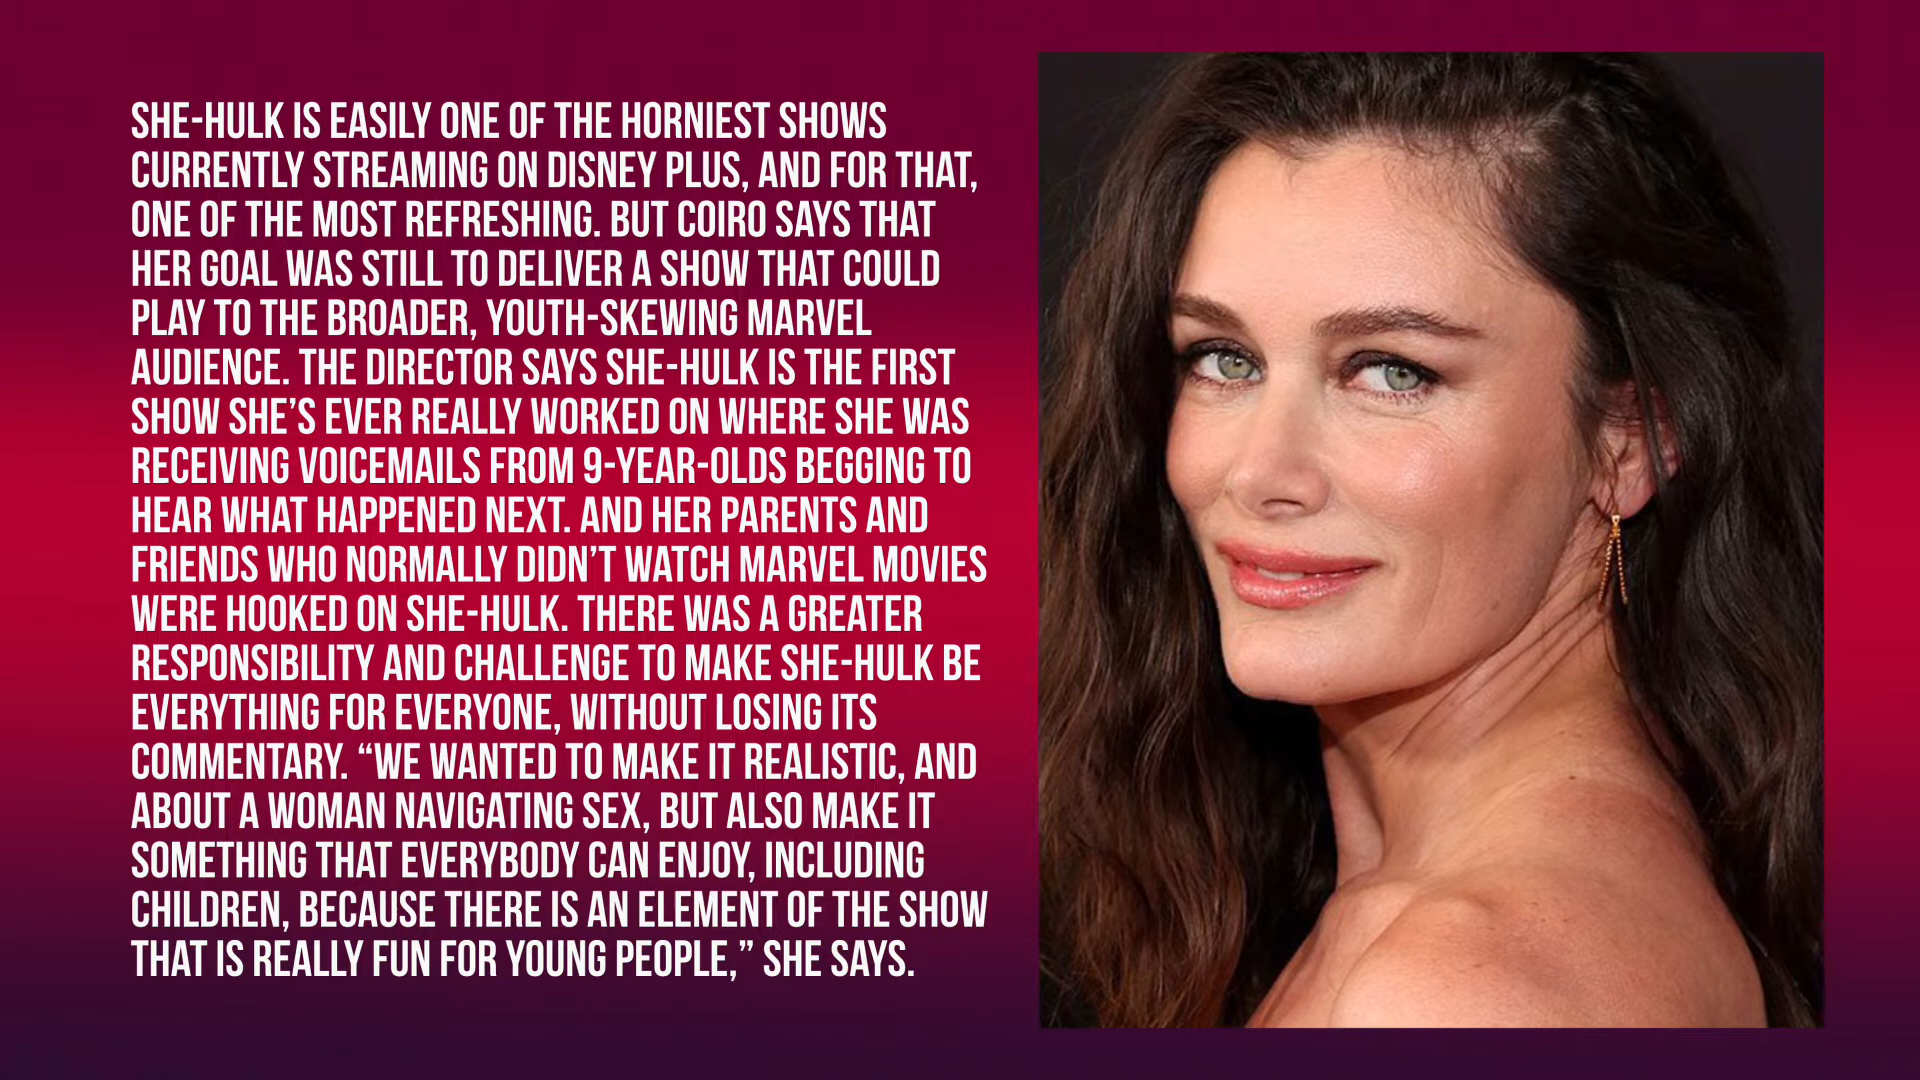 SHE-HULK IS EASILY ONE OF THE HORNIEST SHOWS
CURRENTLY STREAMING ON DISNEY PLUS, AND FOR THAT,
ONE OF THE MOST REFRESHING. BUT COIRO SAYS THAT
HER GOAL WAS STILL TO DELIVER A SHOW THAT COULD
PLAY TO THE BROADER, YOUTH-SKEWING MARVEL
AUDIENCE. THE DIRECTOR SAYS SHE-HULK IS THE FIRST
SHOW SHE’S EVER REALLY WORKED ON WHERE SHE WAS
RECEIVING VOICEMAILS FROM 9-YEAR-OLDS BEGGING TO
HEAR WHAT HAPPENED NEXT. AND HER PARENTS AND
FRIENDS WHO NORMALLY DIDN’T WATCH MARVEL MOVIES
WERE HOOKED ON SHE-HULK. THERE WAS A GREATER
RESPONSIBILITY AND CHALLENGE TO MAKE SHE-HULK BE
EVERYTHING FOR EVERYONE, WITHOUT LOSING ITS
COMMENTARY. “WE WANTED TO MAKE IT REALISTIC, AND
ABOUT A WOMAN NAVIGATING SEX, BUT ALSO MAKE IT
SOMETHING THAT EVERYBODY CAN ENJOY, INCLUDING
CHILDREN, BECAUSE THERE IS AN ELEMENT OF THE SHOW
THAT IS REALLY FUN FOR YOUNG PEOPLE,” SHE SAYS.